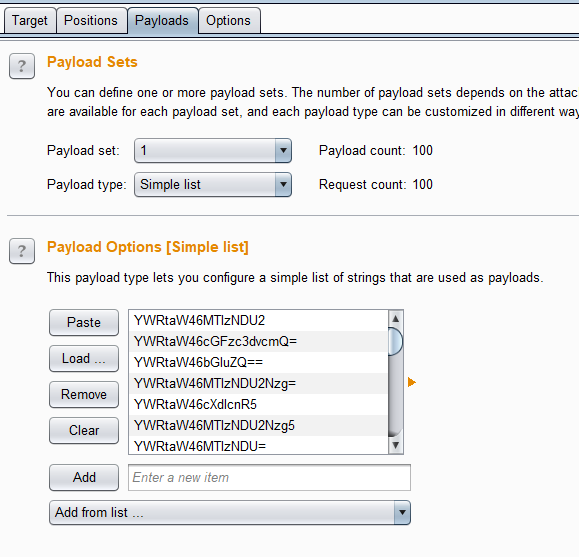 Target Positions Payloads Options
? Payload Sets
You can define one or more payload sets. The number of payload sets depends on the attac
are available for each payload set, and each payload type can be customized in different way
Payload set: 1 Payload count: 100
Payload type: Simple list Request count: 100
? Payload Options [Simple list]
This payload type lets you configure a simple list of strings that are used as payloads.
Paste YWRtaW46MTIzNDU2
YWRtaW46cGFzc3dvcmQ=
Load ... YWRtaW46bGluZQ==
YWRtaW46MTIzNDU2Nzg=
Remove YWRtaW46cXdlcnR5
Clear YWRtaW46MTIzNDU2Nzg5
YWRtaW46MTIzNDU=
Add Enter a new item
Add from list ...